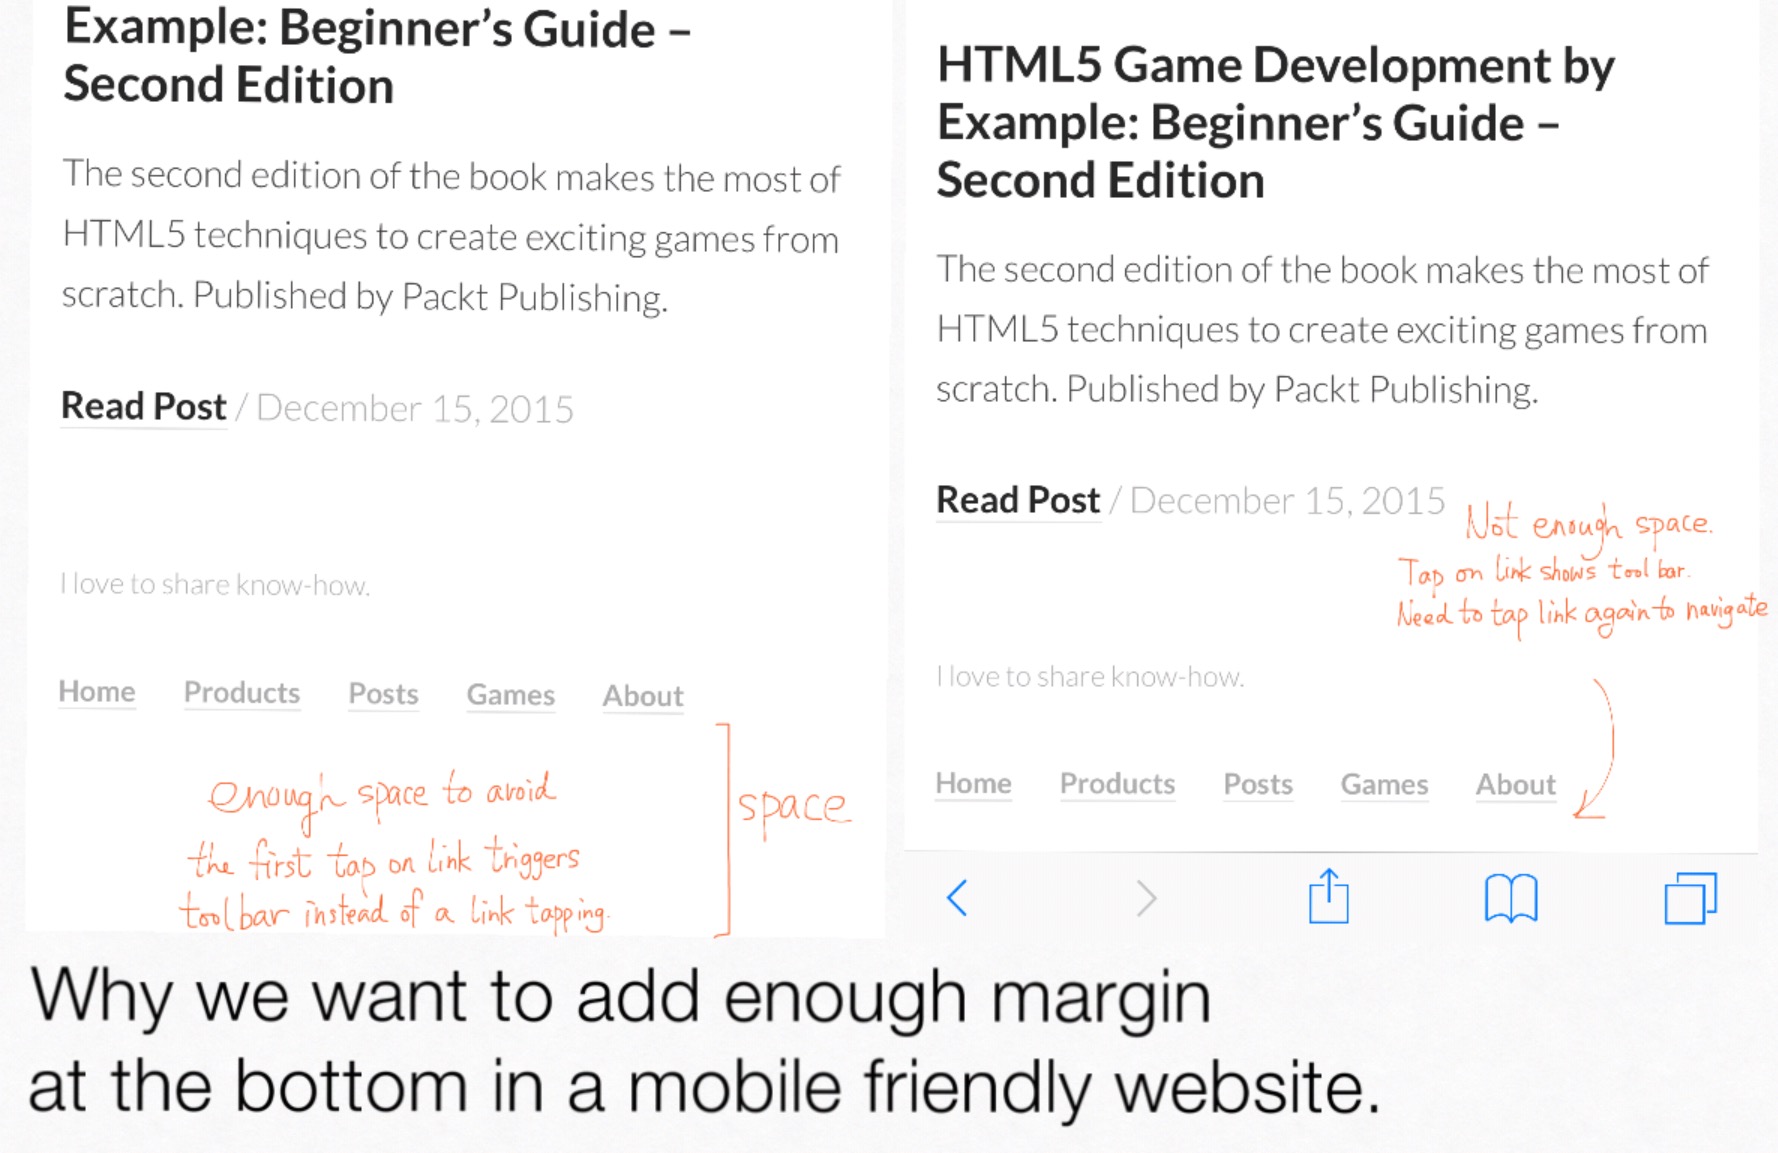 Example: Beginner’s Guide –
Second Edition
The second edition of the book makes the most of
HTML5 techniques to create exciting games from
scratch. Published by Packt Publishing.
Read Post / December 15, 2015
I love to share know-how.
Home Products Posts Games About
enough space to avoid
the first tap on link triggers
toolbar instead of a link tapping.
space
HTML5 Game Development by
Example: Beginner’s Guide –
Second Edition
The second edition of the book makes the most of
HTML5 techniques to create exciting games from
scratch. Published by Packt Publishing.
Read Post / December 15, 2015
Not enough space.
Tap on link shows tool bar.
Need to tap link again to navigate
I love to share know-how.
Home Products Posts Games About
Why we want to add enough margin
at the bottom in a mobile friendly website.